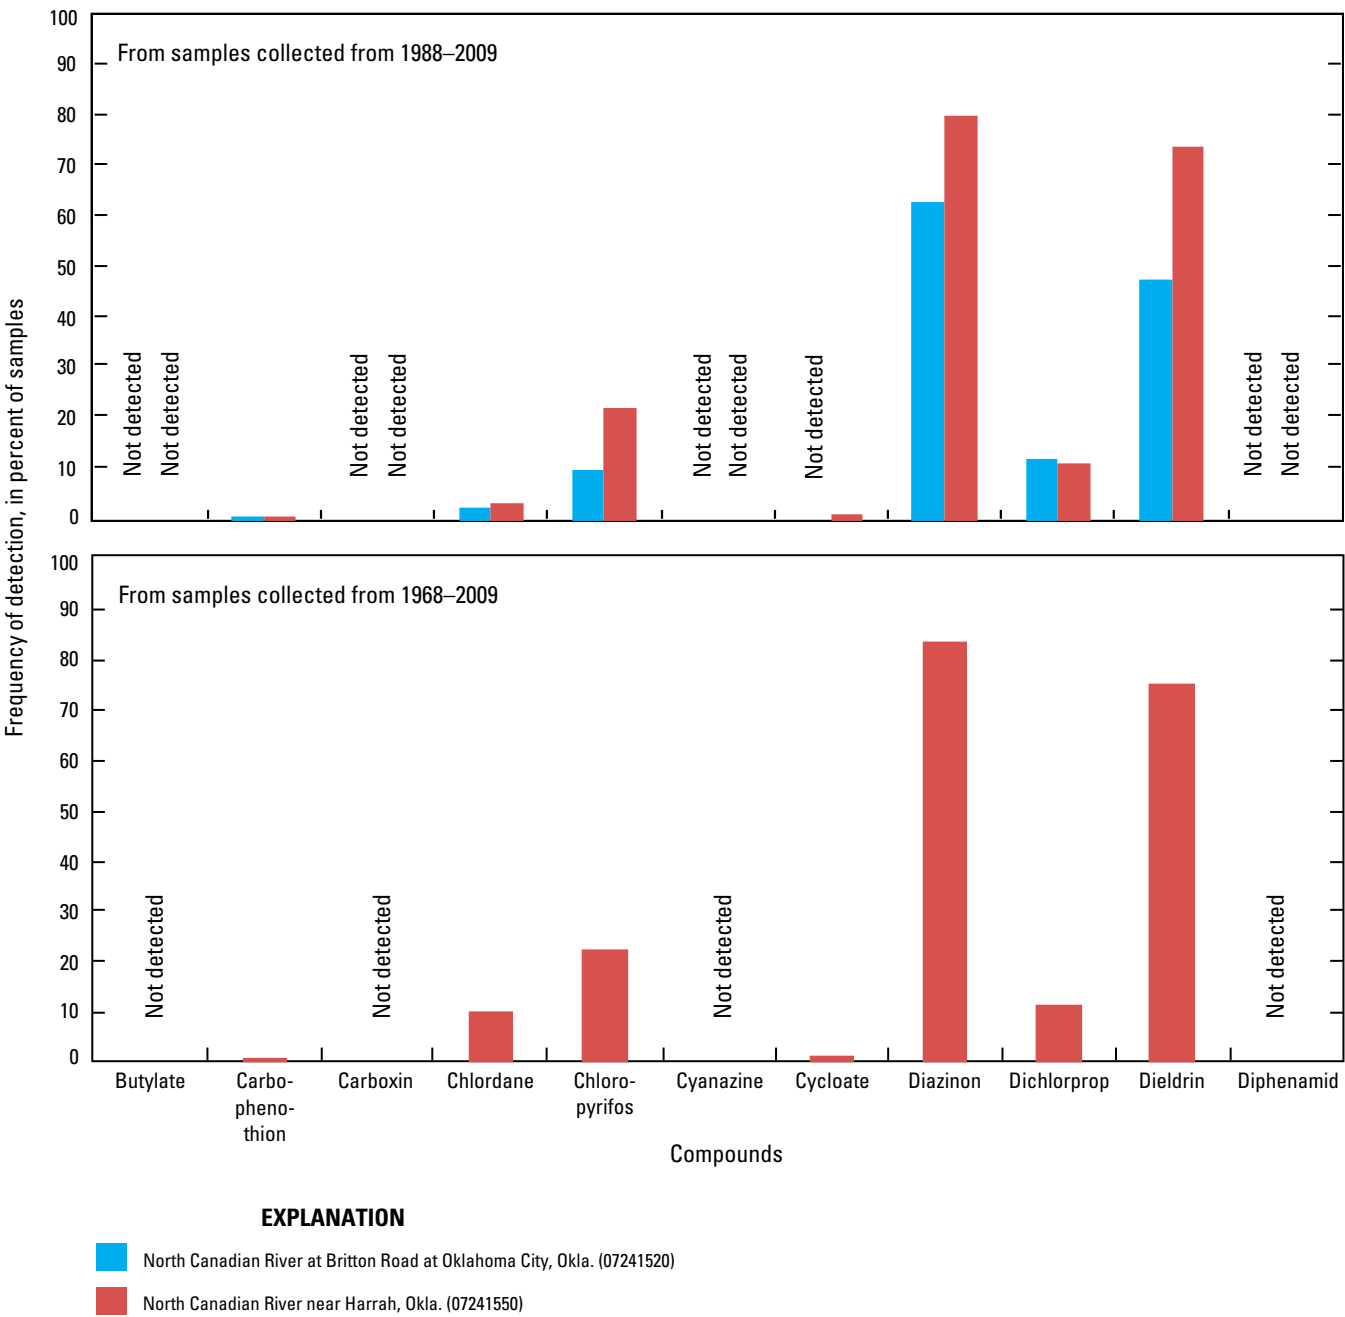 Frequency of detection, in percent of samples
100
From samples collected from 1988–2009
90
80
70
60
50
40
30
20
10
0
Not detected
Not detected
Not detected
Not detected
Not detected
Not detected
Not detected
Not detected
Not detected
100
From samples collected from 1968–2009
90
80
70
60
50
40
30
20
10
0
Not detected
Not detected
Not detected
Not detected
Butylate
Carbo-
pheno-
thion
Carboxin
Chlordane
Chloro-
pyrifos
Cyanazine
Cycloate
Diazinon
Dichlorprop
Dieldrin
Diphenamid
Compounds
EXPLANATION
North Canadian River at Britton Road at Oklahoma City, Okla. (07241520)
North Canadian River near Harrah, Okla. (07241550)